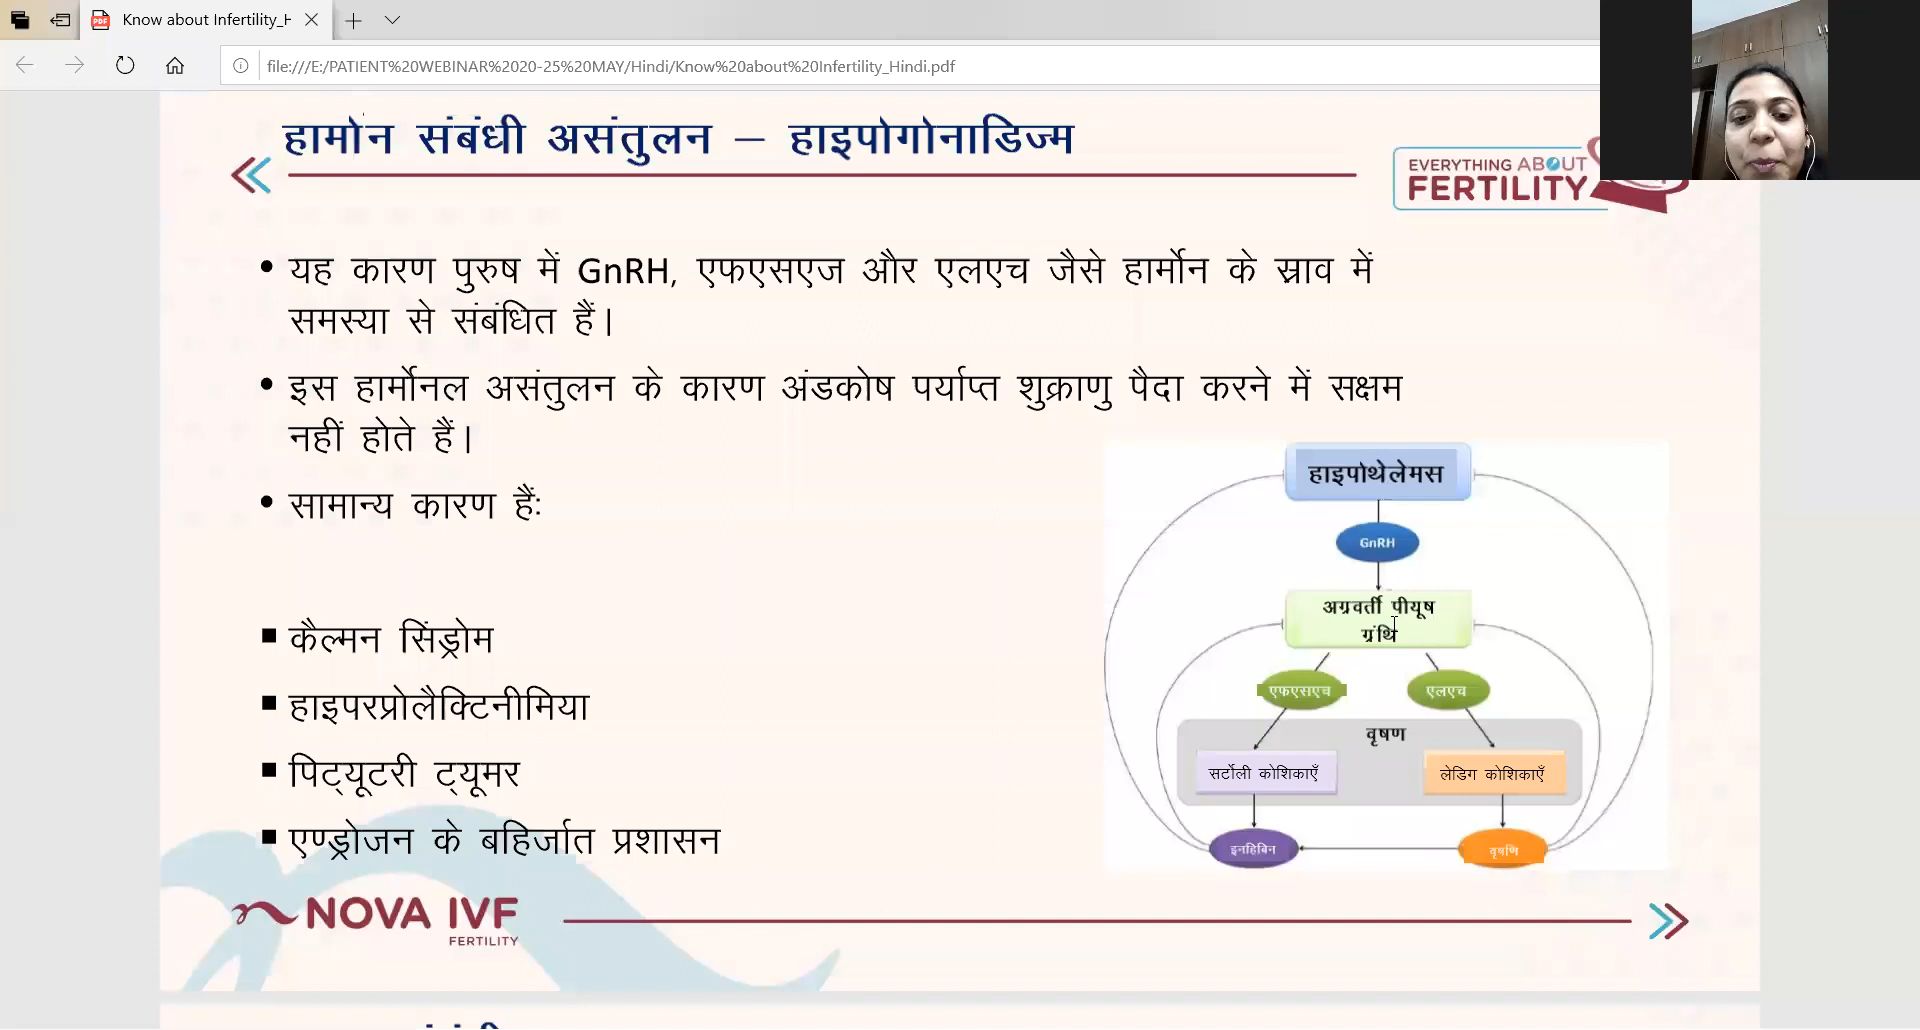 Know about Infertility_H
file:///E:/PATIENT%20WEBINAR%2020-25%20MAY/Hindi/Know%20about%20Infertility_Hindi.pdf
हार्मोन संबंधी असंतुलन – हाइपोगोनाडिज्म
EVERYTHING ABOUT
FERTILITY
• यह कारण पुरुष में GnRH, एफएसएज और एलएच जैसे हार्मोन के स्राव में
समस्या से संबंधित हैं।
• इस हार्मोनल असंतुलन के कारण अंडकोष पर्याप्त शुक्राणु पैदा करने में सक्षम
नहीं होते हैं।
• सामान्य कारण हैंः
▪ कैल्मन सिंड्रोम
▪ हाइपरप्रोलैक्टिनीमिया
▪ पिट्यूटरी ट्यूमर
▪ एण्ड्रोजन के बहिर्जात प्रशासन
हाइपोथेलेमस
GnRH
अग्रवर्ती पीयूष
ग्रंथि
एफएसएच
एलएच
वृषण
सर्टोली कोशिकाएँ
लेडिग कोशिकाएँ
इनहिबिन
वृषणि
NOVA IVF
FERTILITY